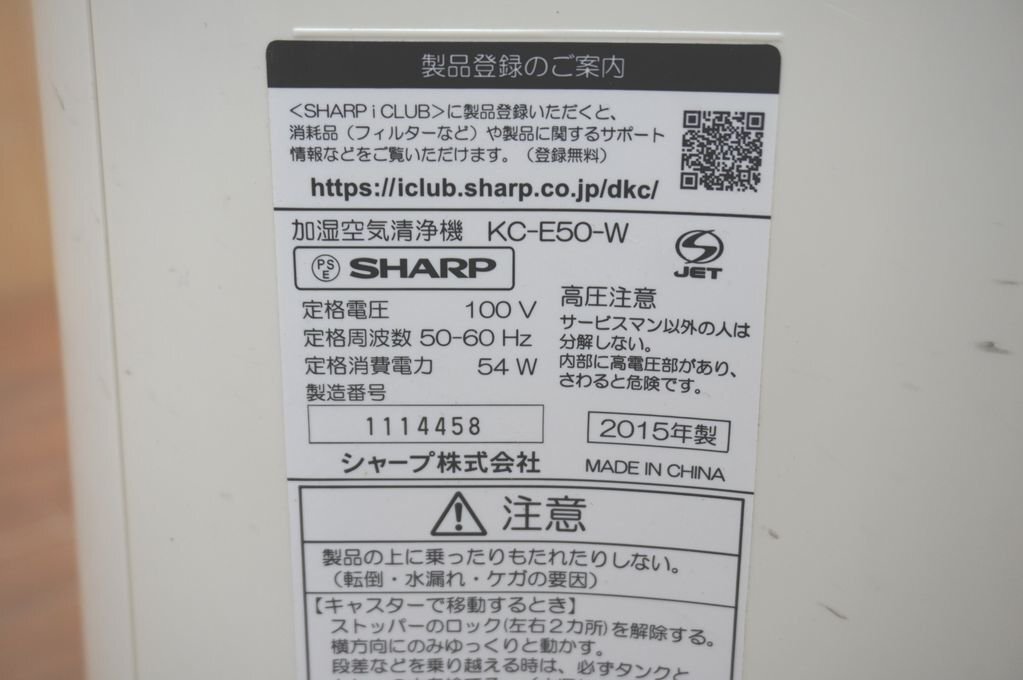 製品登録のご案内
<SHARP i CLUB>に製品登録いただくと、
消耗品（フィルターなど）や製品に関するサポート
情報などをご覧いただけます。（登録無料）
https://iclub.sharp.co.jp/dkc/
加湿空気清浄機 KC-E50-W
PS E SHARP
JET
定格電圧 100 V
定格周波数 50-60 Hz
定格消費電力 54 W
製造番号
1114458
シャープ株式会社
高圧注意
サービスマン以外の人は
分解しない。
内部に高電圧部があり、
さわると危険です。
2015年製
MADE IN CHINA
注意
製品の上に乗ったりもたれたりしない。
（転倒・水漏れ・ケガの要因）
【キャスターで移動するとき】
ストッパーのロック(左右２カ所)を解除する。
横方向にのみゆっくりと動かす。
段差などを乗り越える時は、必ずタンクと